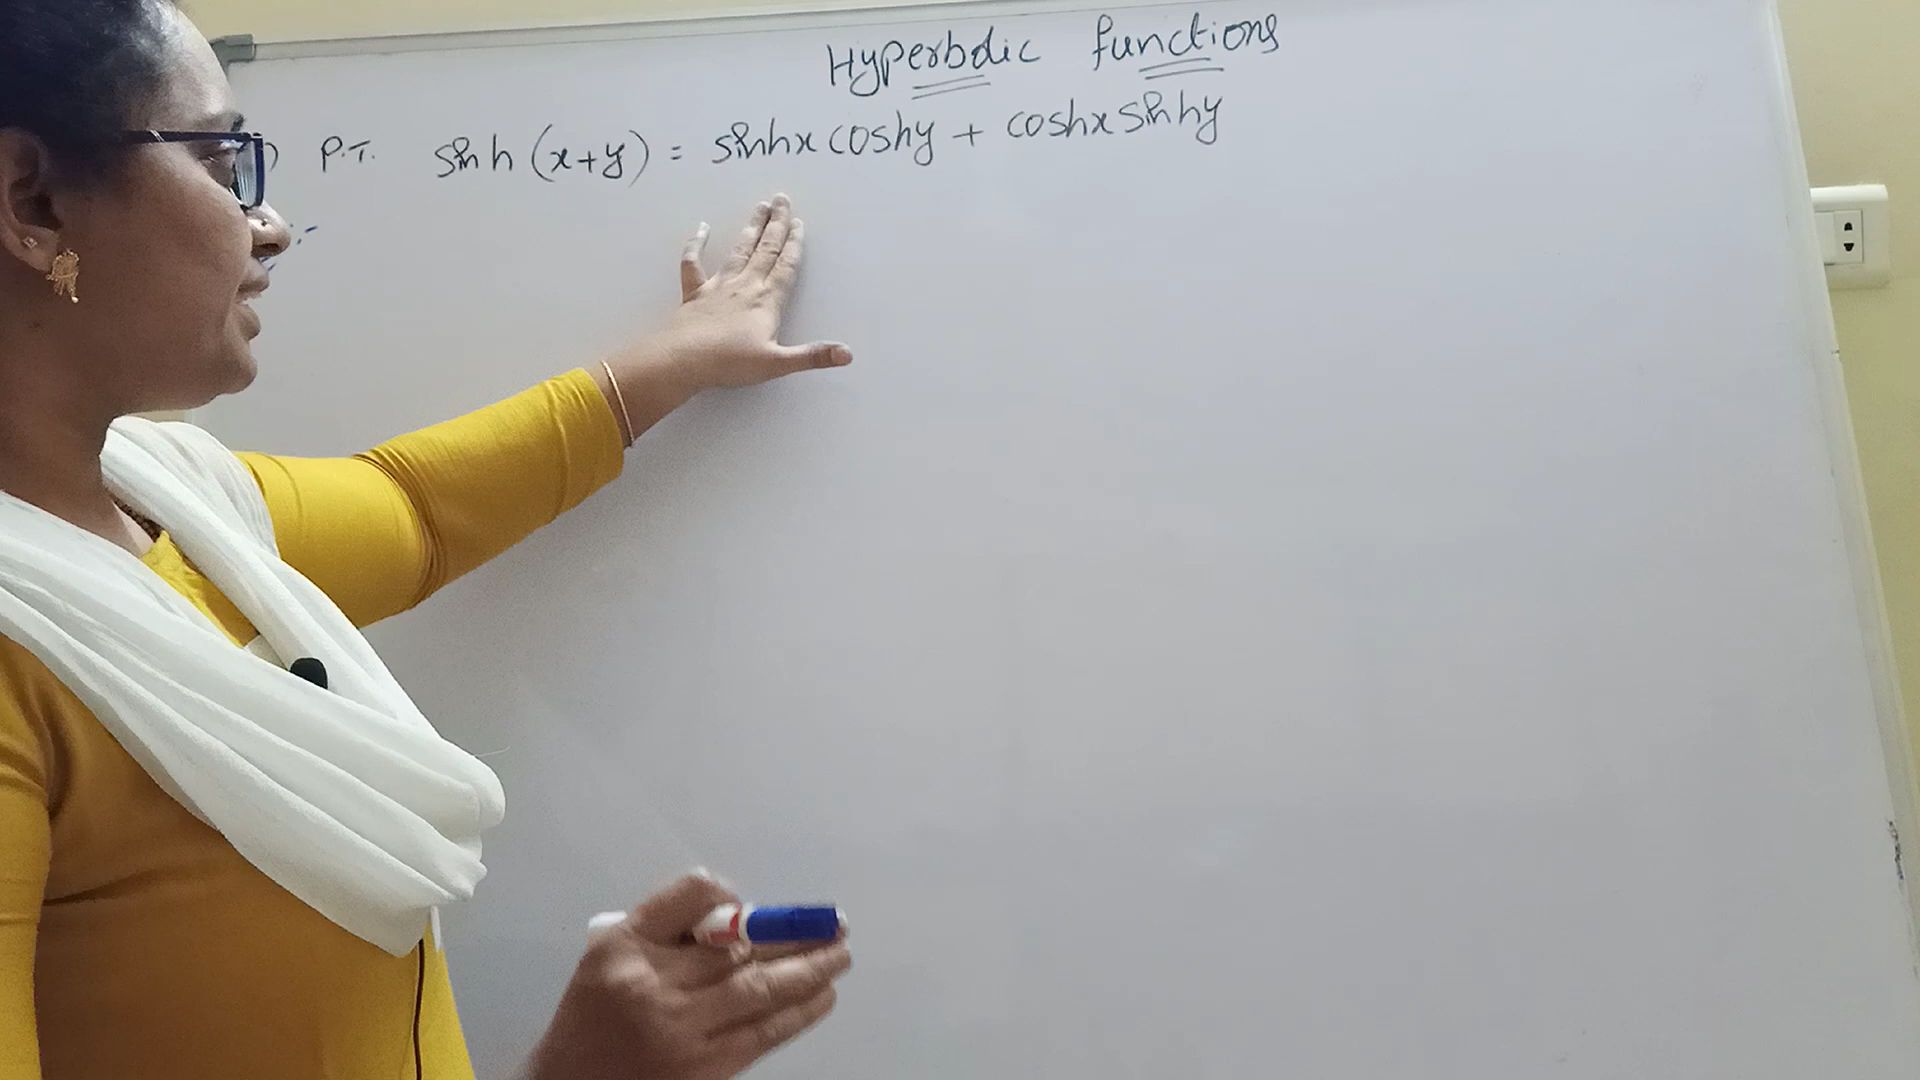 Hyperbolic functions
) P.T. sinh (x+y) = sinhx coshy + coshx sinhy